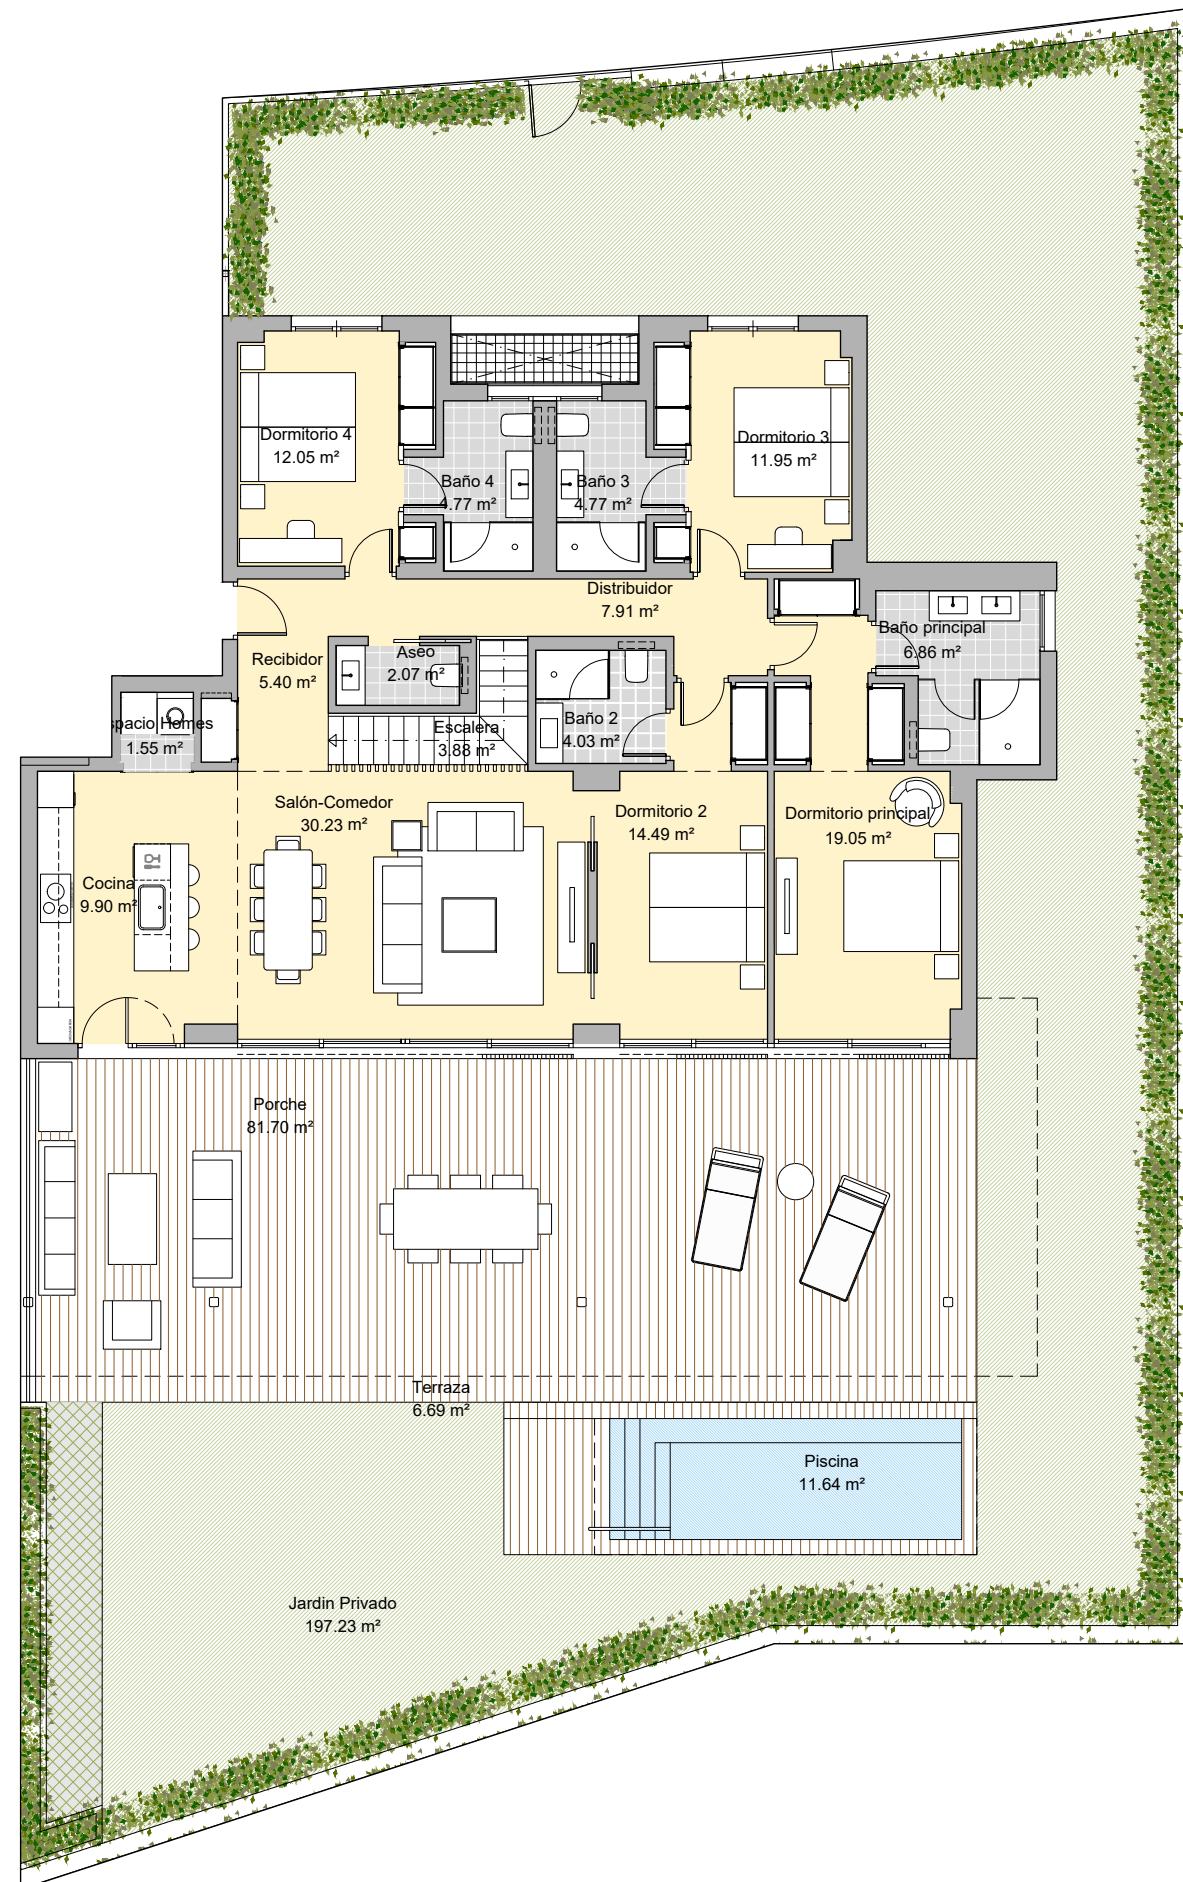 Dormitorio 4
12.05 m²
Dormitorio 3
11.95 m²
Baño 4
4.77 m²
Baño 3
4.77 m²
Distribuidor
7.91 m²
Baño principal
6.86 m²
Recibidor
5.40 m²
Aseo
2.07 m²
Espacio Homes
1.55 m²
Escalera
3.88 m²
Baño 2
4.03 m²
Salón-Comedor
30.23 m²
Dormitorio 2
14.49 m²
Dormitorio principal
19.05 m²
Cocina
9.90 m²
Porche
81.70 m²
Terraza
6.69 m²
Piscina
11.64 m²
Jardin Privado
197.23 m²